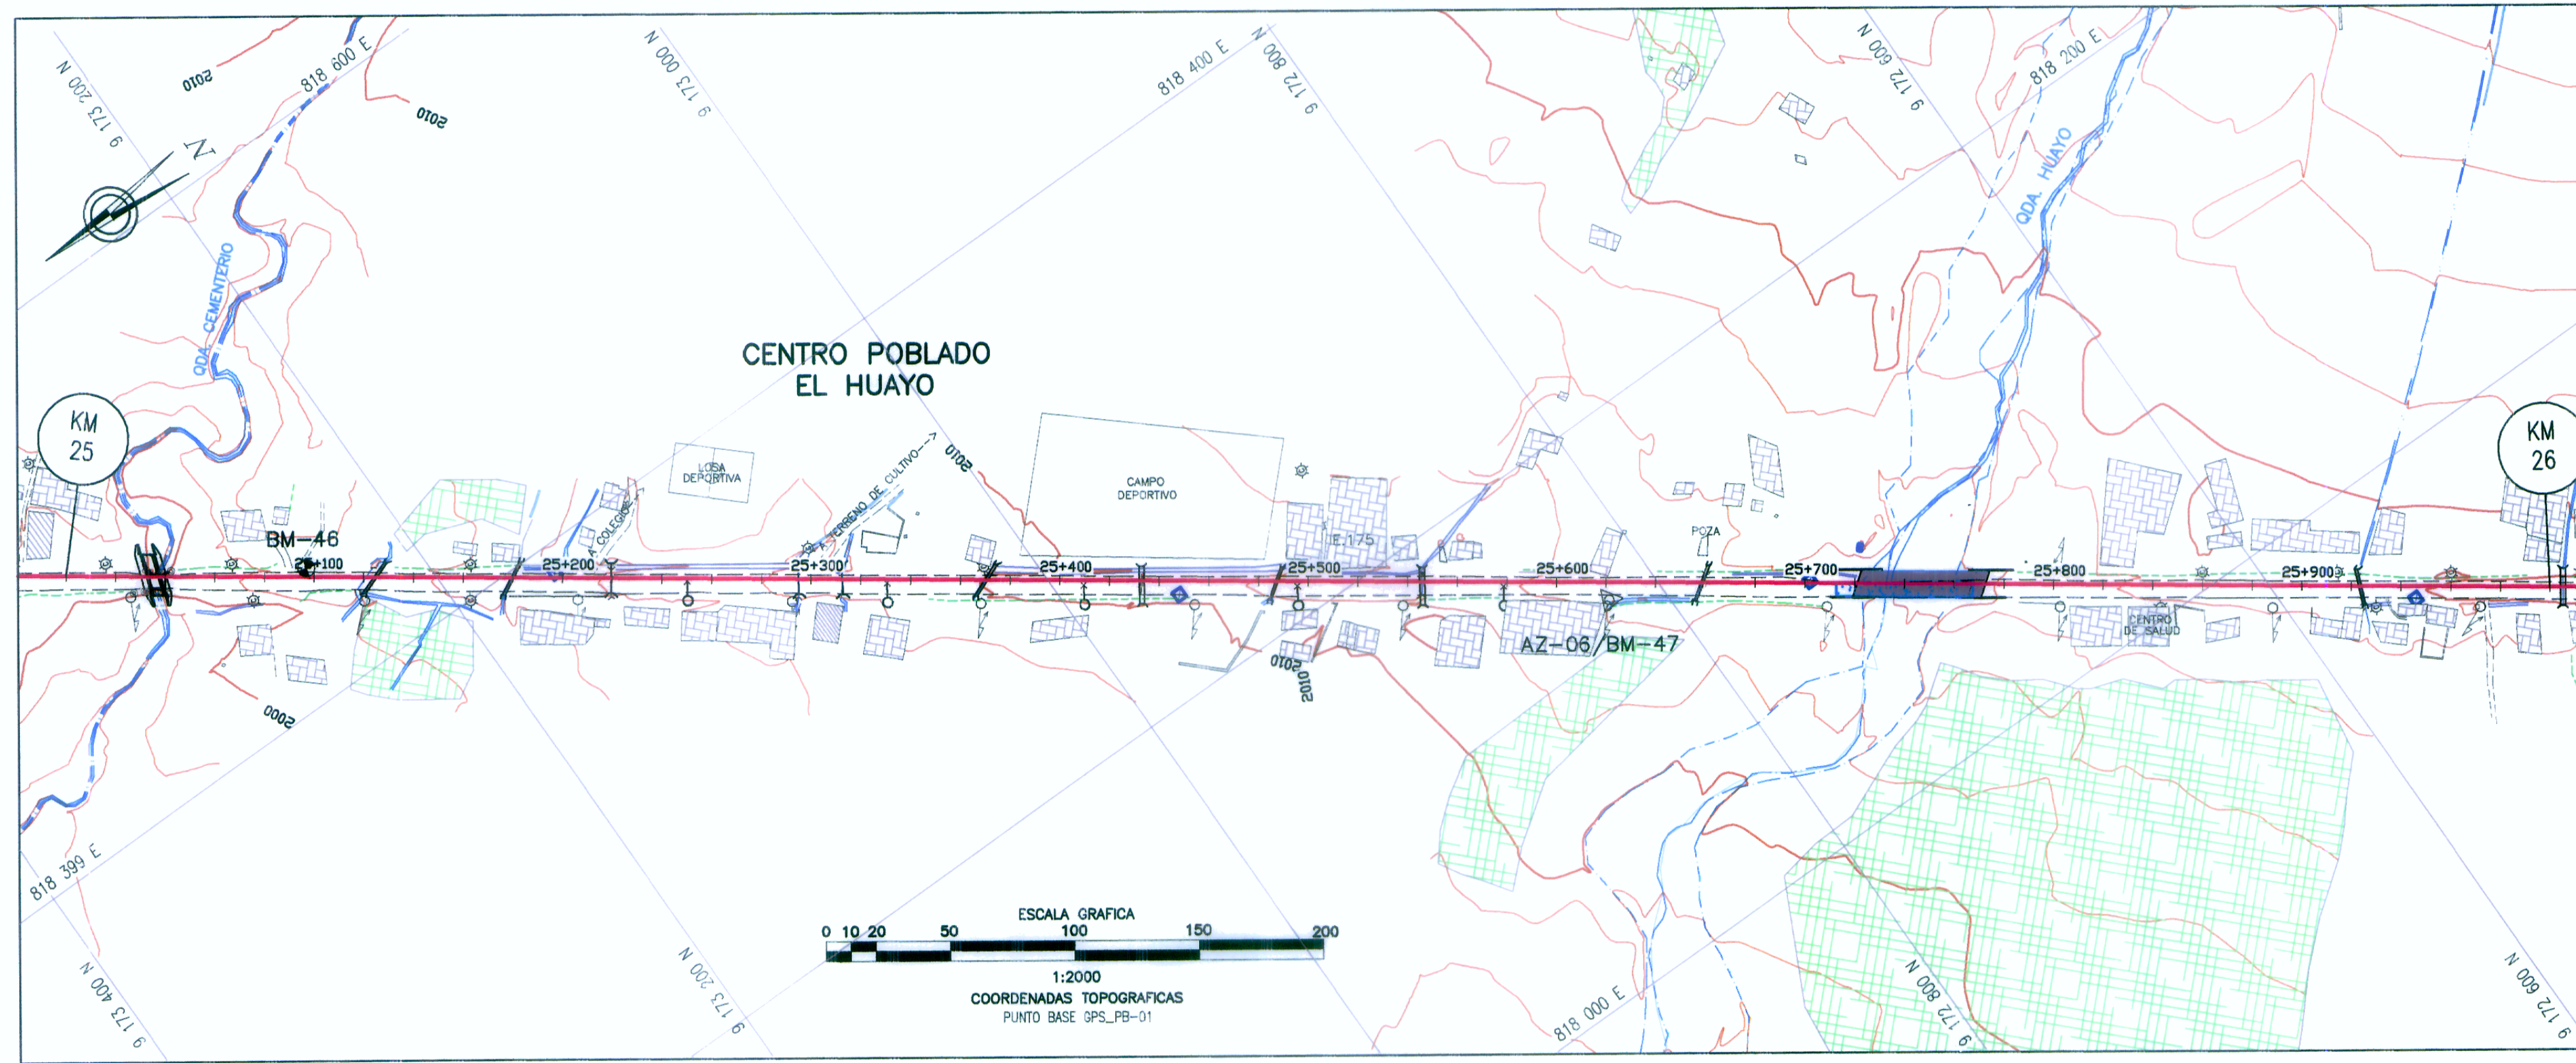 9 173 200 N
2010
818 600 E
2010
9 173 000 N
818 400 E
9 172 800 N
9 172 600 N
818 200 E
N
QDA. HUAYO
QDA. CEMENTERIO
CENTRO POBLADO
EL HUAYO
KM
25
KM
26
LOSA
DEPORTIVA
A TERRENO DE CULTIVO--->
2010
CAMPO
DEPORTIVO
A COLEGIO
POZA
BM-46
25+100
25+200
25+300
25+400
25+500
25+600
25+700
25+800
25+900
AZ-06/BM-47
CENTRO
DE SALUD
2010
2010
2000
818 399 E
ESCALA GRAFICA
0 10 20 50 100 150 200
1:2000
COORDENADAS TOPOGRAFICAS
PUNTO BASE GPS_PB-01
9 173 400 N
9 173 200 N
818 000 E
9 172 800 N
9 172 600 N